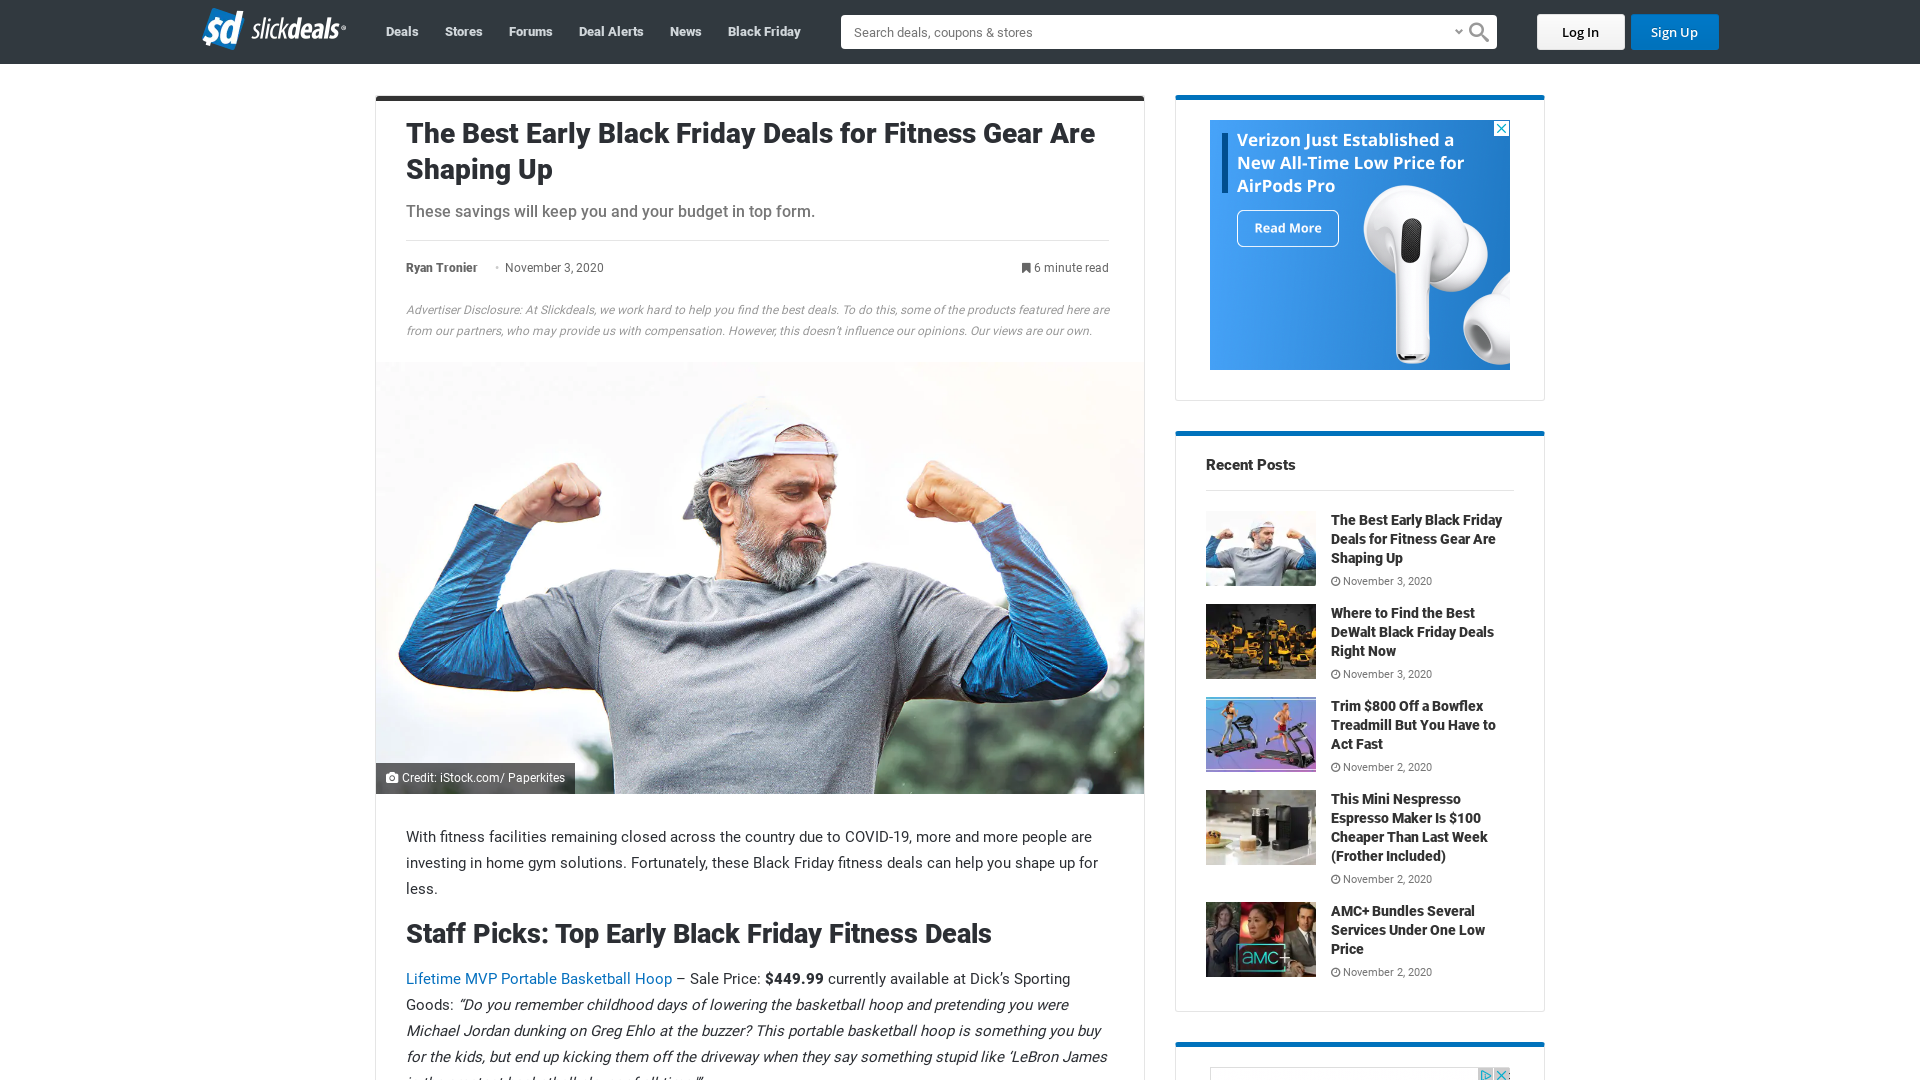 sd slickdeals
Deals
Stores
Forums
Deal Alerts
News
Black Friday
Search deals, coupons & stores
Log In
Sign Up
The Best Early Black Friday Deals for Fitness Gear Are
Shaping Up
These savings will keep you and your budget in top form.
Ryan Tronier • November 3, 2020
6 minute read
Advertiser Disclosure: At Slickdeals, we work hard to help you find the best deals. To do this, some of the products featured here are
from our partners, who may provide us with compensation. However, this doesn’t influence our opinions. Our views are our own.
Credit: iStock.com/ Paperkites
With fitness facilities remaining closed across the country due to COVID-19, more and more people are
investing in home gym solutions. Fortunately, these Black Friday fitness deals can help you shape up for
less.
Staff Picks: Top Early Black Friday Fitness Deals
Lifetime MVP Portable Basketball Hoop – Sale Price: $449.99 currently available at Dick’s Sporting
Goods: “Do you remember childhood days of lowering the basketball hoop and pretending you were
Michael Jordan dunking on Greg Ehlo at the buzzer? This portable basketball hoop is something you buy
for the kids, but end up kicking them off the driveway when they say something stupid like ‘LeBron James
Verizon Just Established a
New All-Time Low Price for
AirPods Pro
Read More
Recent Posts
The Best Early Black Friday
Deals for Fitness Gear Are
Shaping Up
November 3, 2020
Where to Find the Best
DeWalt Black Friday Deals
Right Now
November 3, 2020
Trim $800 Off a Bowflex
Treadmill But You Have to
Act Fast
November 2, 2020
This Mini Nespresso
Espresso Maker Is $100
Cheaper Than Last Week
(Frother Included)
November 2, 2020
amc+
AMC+ Bundles Several
Services Under One Low
Price
November 2, 2020